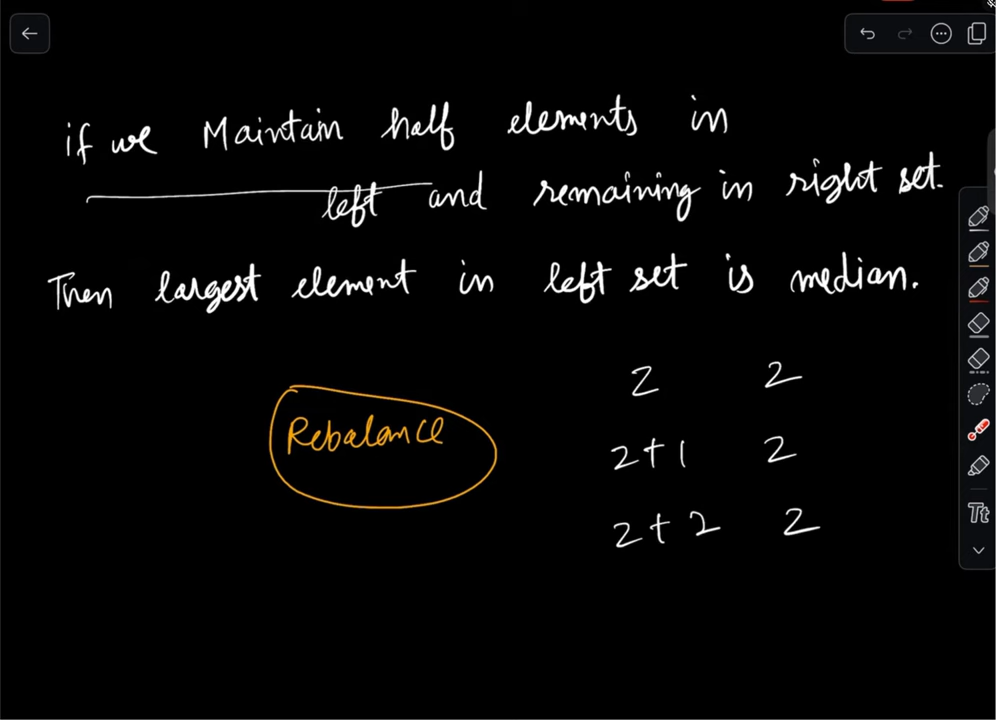 if we Maintain half elements in
left and remaining in right set.
Then largest element in left set is median.
2 2
Rebalance
2+1 2
2+2 2
Tt